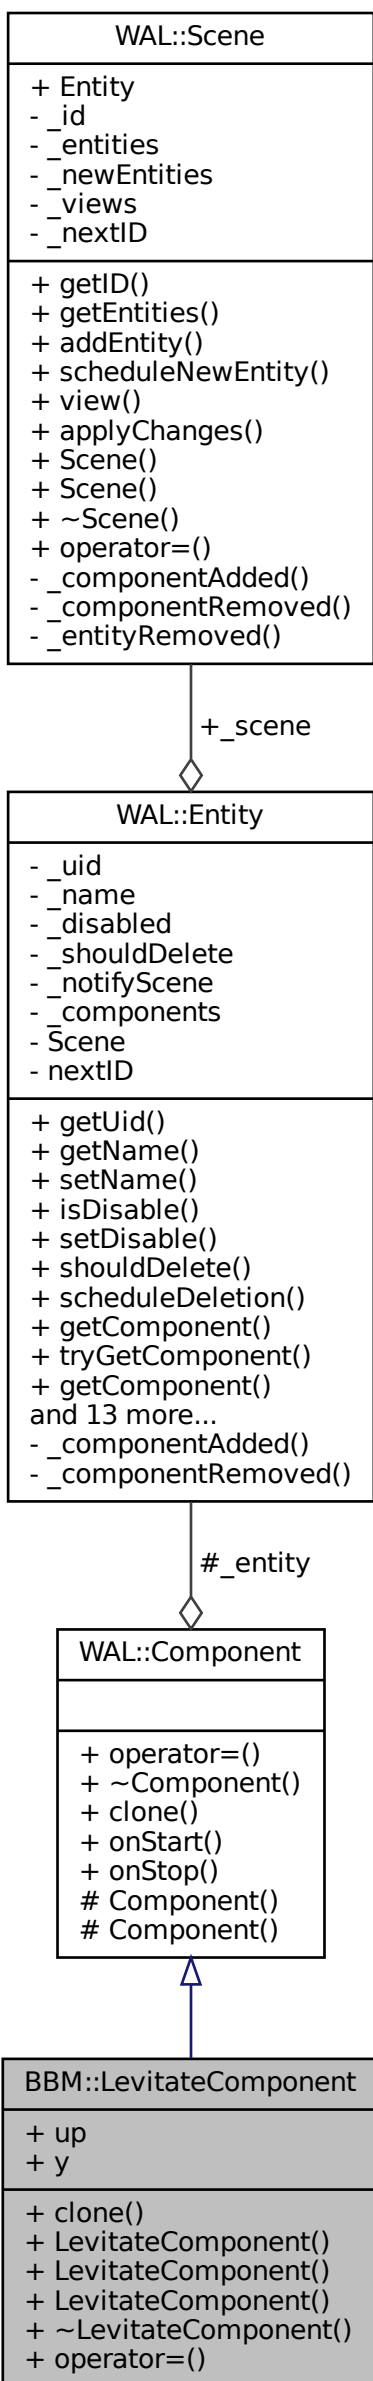 WAL::Scene
+ Entity
- _id
- _entities
- _newEntities
- _views
- _nextID
+ getID()
+ getEntities()
+ addEntity()
+ scheduleNewEntity()
+ view()
+ applyChanges()
+ Scene()
+ Scene()
+ ~Scene()
+ operator=()
- _componentAdded()
- _componentRemoved()
- _entityRemoved()
+_scene
WAL::Entity
- _uid
- _name
- _disabled
- _shouldDelete
- _notifyScene
- _components
- Scene
- nextID
+ getUid()
+ getName()
+ setName()
+ isDisable()
+ setDisable()
+ shouldDelete()
+ scheduleDeletion()
+ getComponent()
+ tryGetComponent()
+ getComponent()
and 13 more...
- _componentAdded()
- _componentRemoved()
#_entity
WAL::Component
+ operator=()
+ ~Component()
+ clone()
+ onStart()
+ onStop()
# Component()
# Component()
BBM::LevitateComponent
+ up
+ y
+ clone()
+ LevitateComponent()
+ LevitateComponent()
+ LevitateComponent()
+ ~LevitateComponent()
+ operator=()